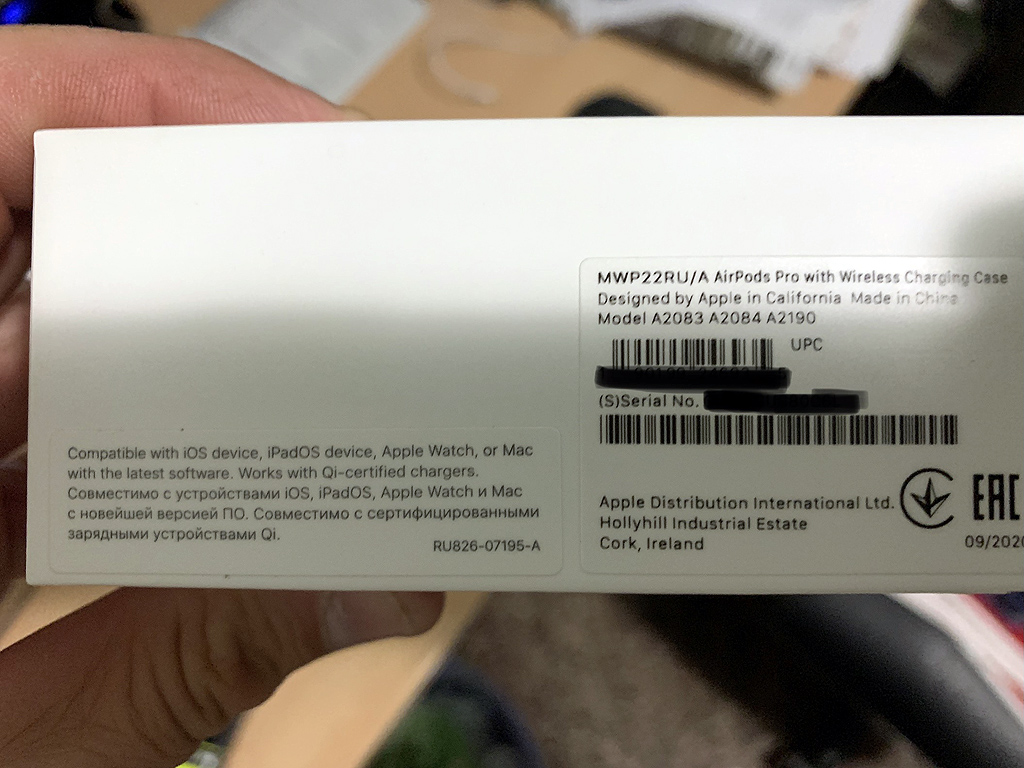 Compatible with iOS device, iPadOS device, Apple Watch, or Mac
with the latest software. Works with Qi-certified chargers.
Совместимо с устройствами iOS, iPadOS, Apple Watch и Mac
с новейшей версией ПО. Совместимо с сертифицированными
зарядными устройствами Qi.
RU826-07195-A
MWP22RU/A AirPods Pro with Wireless Charging Case
Designed by Apple in California Made in China
Model A2083 A2084 A2190
UPC
(S)Serial No.
Apple Distribution International Ltd.
Hollyhill Industrial Estate
Cork, Ireland
EAC
09/2020